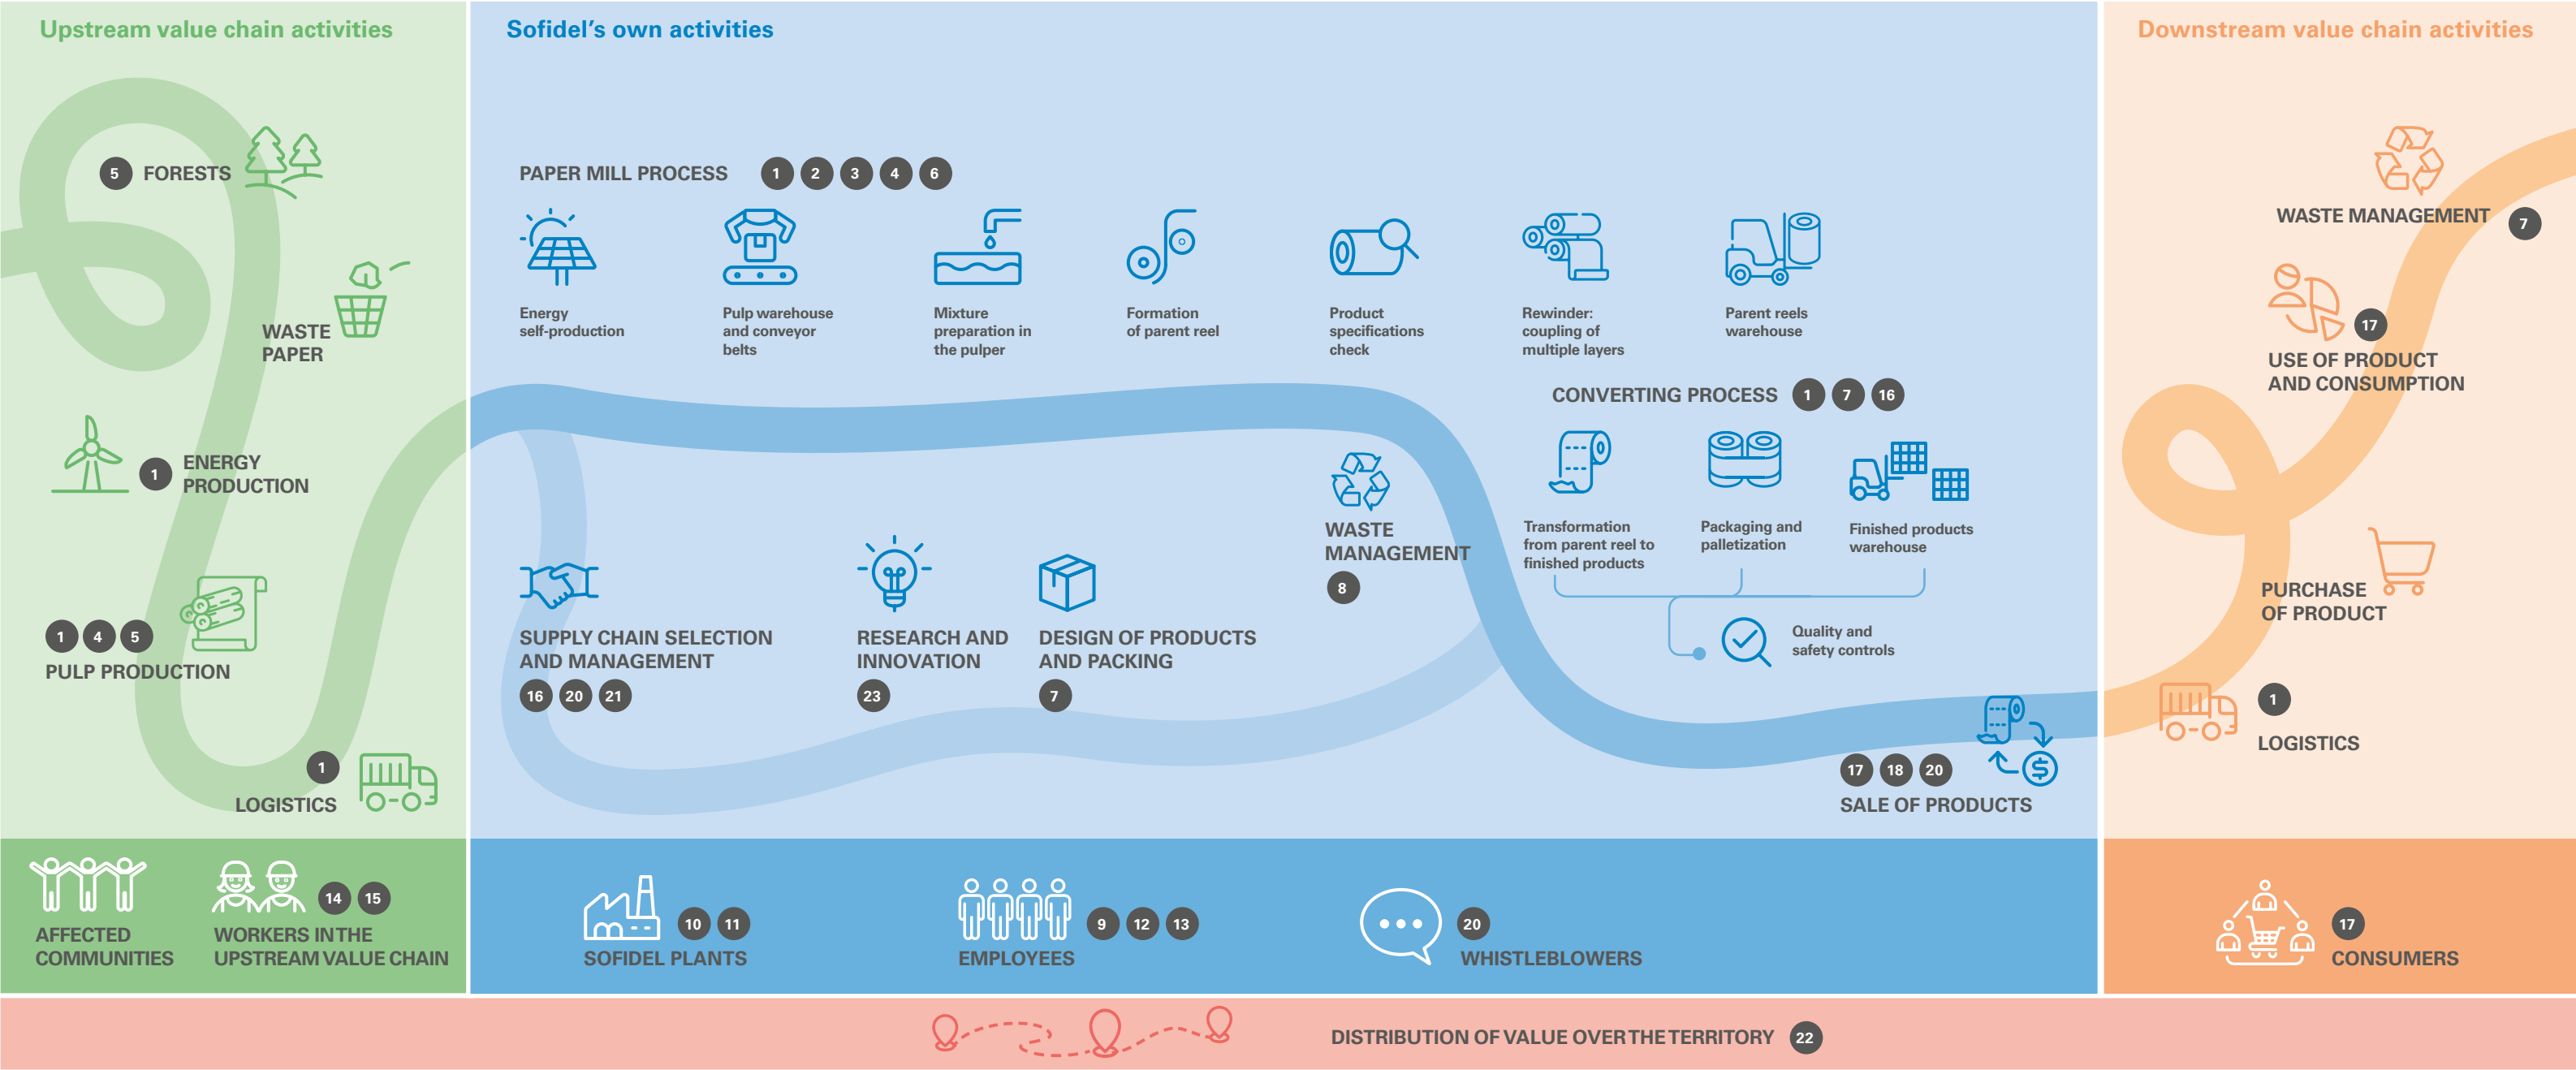 Upstream value chain activities
5 FORESTS
WASTE
PAPER
1 ENERGY
PRODUCTION
1 4 5
PULP PRODUCTION
1
LOGISTICS
AFFECTED
COMMUNITIES
14 15
WORKERS IN THE
UPSTREAM VALUE CHAIN
Sofidel's own activities
PAPER MILL PROCESS 1 2 3 4 6
Energy
self-production
Pulp warehouse
and conveyor
belts
Mixture
preparation in
the pulper
Formation
of parent reel
Product
specifications
check
Rewinder:
coupling of
multiple layers
Parent reels
warehouse
CONVERTING PROCESS 1 7 16
Transformation
from parent reel to
finished products
Packaging and
palletization
Finished products
warehouse
Quality and
safety controls
WASTE
MANAGEMENT
8
SUPPLY CHAIN SELECTION
AND MANAGEMENT
16 20 21
RESEARCH AND
INNOVATION
23
DESIGN OF PRODUCTS
AND PACKING
7
$
17 18 20
SALE OF PRODUCTS
10 11
SOFIDEL PLANTS
9 12 13
EMPLOYEES
20
WHISTLEBLOWERS
Downstream value chain activities
WASTE MANAGEMENT 7
17
USE OF PRODUCT
AND CONSUMPTION
PURCHASE
OF PRODUCT
1
LOGISTICS
17
CONSUMERS
DISTRIBUTION OF VALUE OVER THE TERRITORY 22